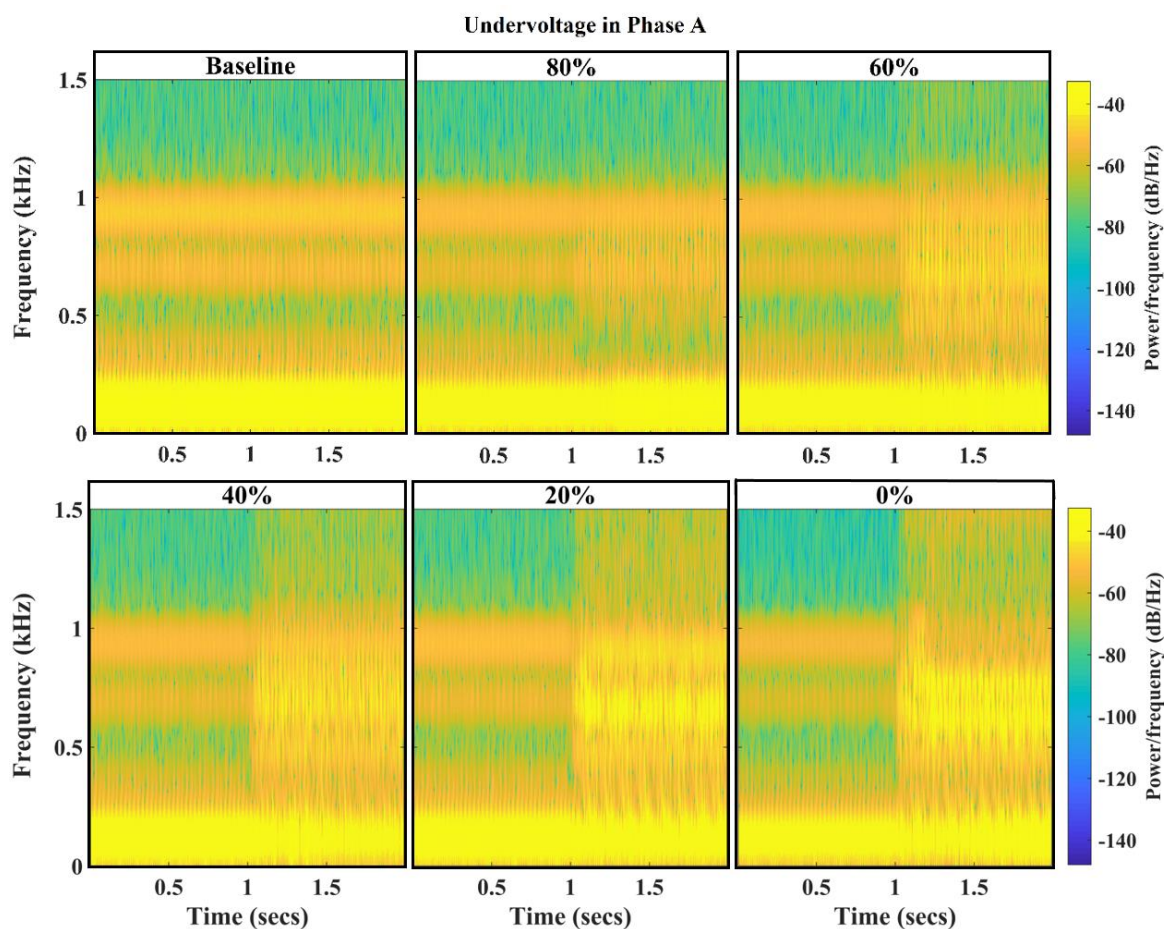 Undervoltage in Phase A
Baseline
80%
60%
1.5
1
0.5
0
Frequency (kHz)
0.5 1 1.5
0.5 1 1.5
0.5 1 1.5
-40
-60
-80
-100
-120
-140
Power/frequency (dB/Hz)
40%
20%
0%
1.5
1
0.5
0
Frequency (kHz)
0.5 1 1.5
0.5 1 1.5
0.5 1 1.5
Time (secs)
Time (secs)
Time (secs)
-40
-60
-80
-100
-120
-140
Power/frequency (dB/Hz)